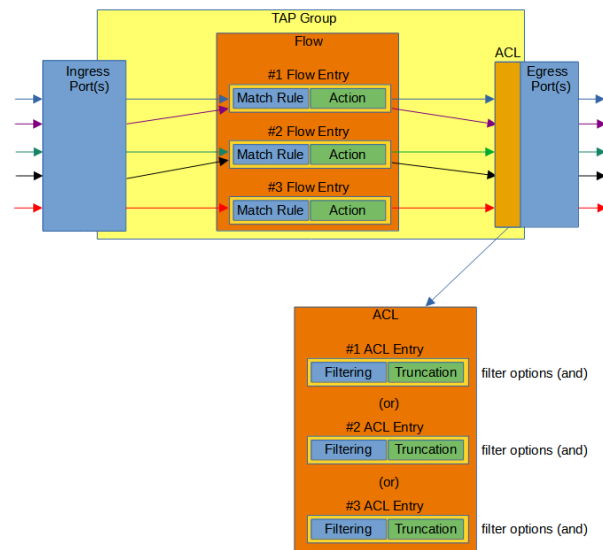 TAP Group
Flow
ACL
Ingress
Port(s)
Egress
Port(s)
#1 Flow Entry
Match Rule Action
#2 Flow Entry
Match Rule Action
#3 Flow Entry
Match Rule Action
ACL
#1 ACL Entry
Filtering Truncation filter options (and)
(or)
#2 ACL Entry
Filtering Truncation filter options (and)
(or)
#3 ACL Entry
Filtering Truncation filter options (and)